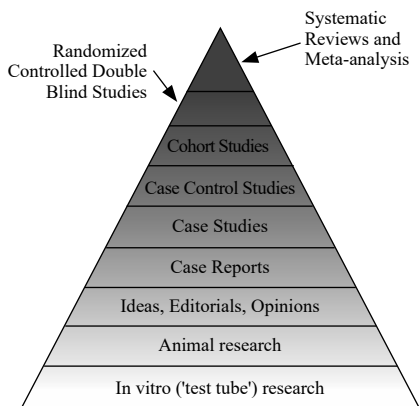 Systematic
Reviews and
Meta-analysis
Randomized
Controlled Double
Blind Studies
Cohort Studies
Case Control Studies
Case Studies
Case Reports
Ideas, Editorials, Opinions
Animal research
In vitro ('test tube') research